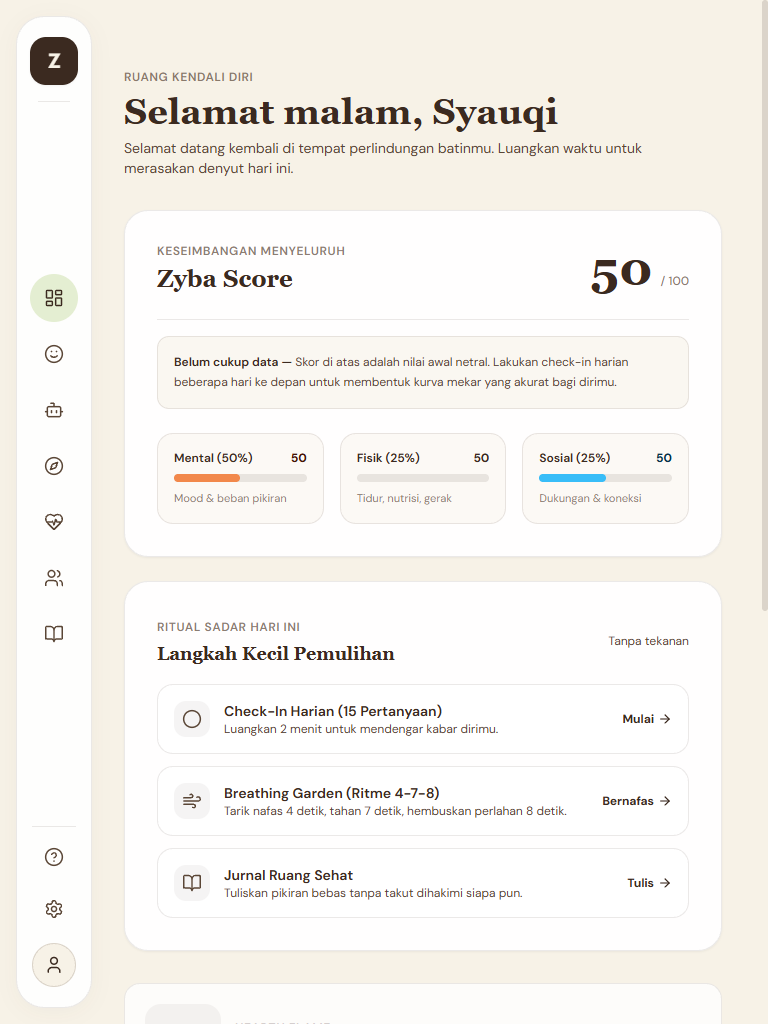 Z
RUANG KENDALI DIRI
Selamat malam, Syauqi
Selamat datang kembali di tempat perlindungan batinmu. Luangkan waktu untuk
merasakan denyut hari ini.
KESEIMBANGAN MENYELURUH
Zyba Score
50 / 100
Belum cukup data — Skor di atas adalah nilai awal netral. Lakukan check-in harian
beberapa hari ke depan untuk membentuk kurva mekar yang akurat bagi dirimu.
Mental (50%) 50
Mood & beban pikiran
Fisik (25%) 50
Tidur, nutrisi, gerak
Sosial (25%) 50
Dukungan & koneksi
RITUAL SADAR HARI INI
Langkah Kecil Pemulihan
Tanpa tekanan
Check-In Harian (15 Pertanyaan)
Luangkan 2 menit untuk mendengar kabar dirimu.
Mulai →
Breathing Garden (Ritme 4-7-8)
Tarik nafas 4 detik, tahan 7 detik, hembuskan perlahan 8 detik.
Bernafas →
Jurnal Ruang Sehat
Tuliskan pikiran bebas tanpa takut dihakimi siapa pun.
Tulis →